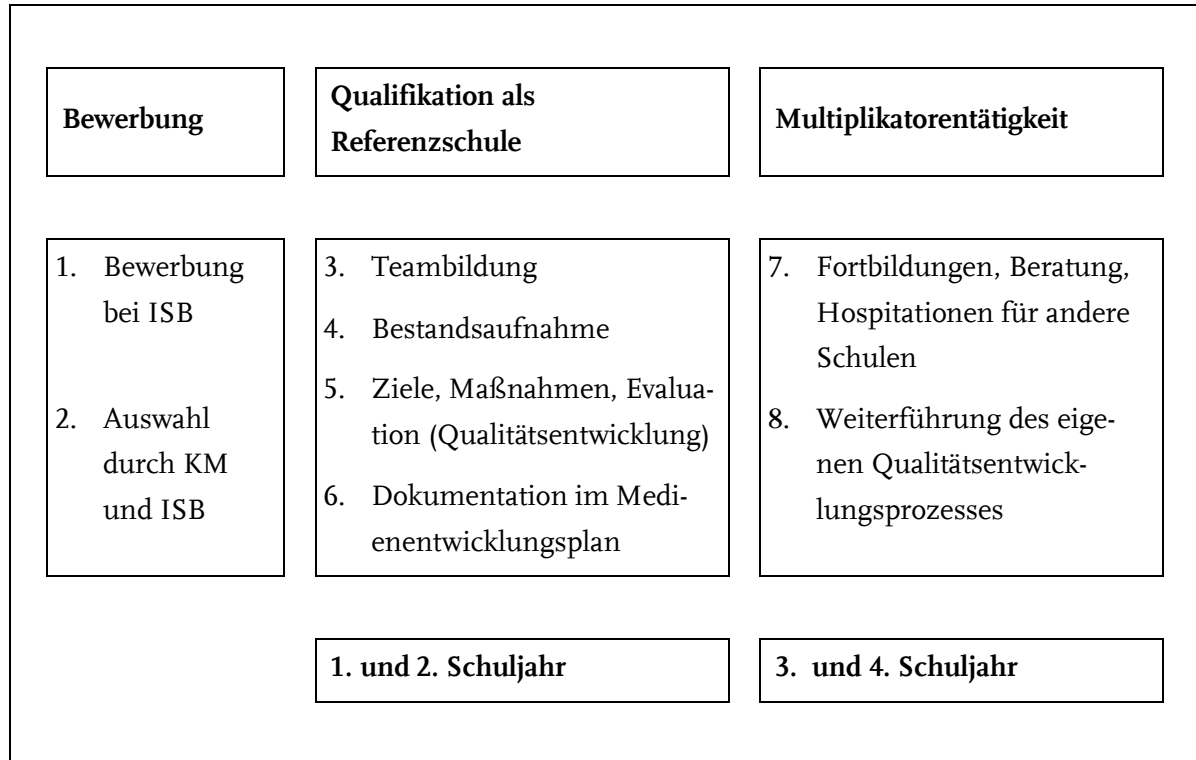 Bewerbung
Qualifikation als
Referenzschule
Multiplikatorentätigkeit
1. Bewerbung
bei ISB
2. Auswahl
durch KM
und ISB
3. Teambildung
4. Bestandsaufnahme
5. Ziele, Maßnahmen, Evalua-
tion (Qualitätsentwicklung)
6. Dokumentation im Medi-
enentwicklungsplan
7. Fortbildungen, Beratung,
Hospitationen für andere
Schulen
8. Weiterführung des eige-
nen Qualitätsentwick-
lungsprozesses
1. und 2. Schuljahr
3. und 4. Schuljahr